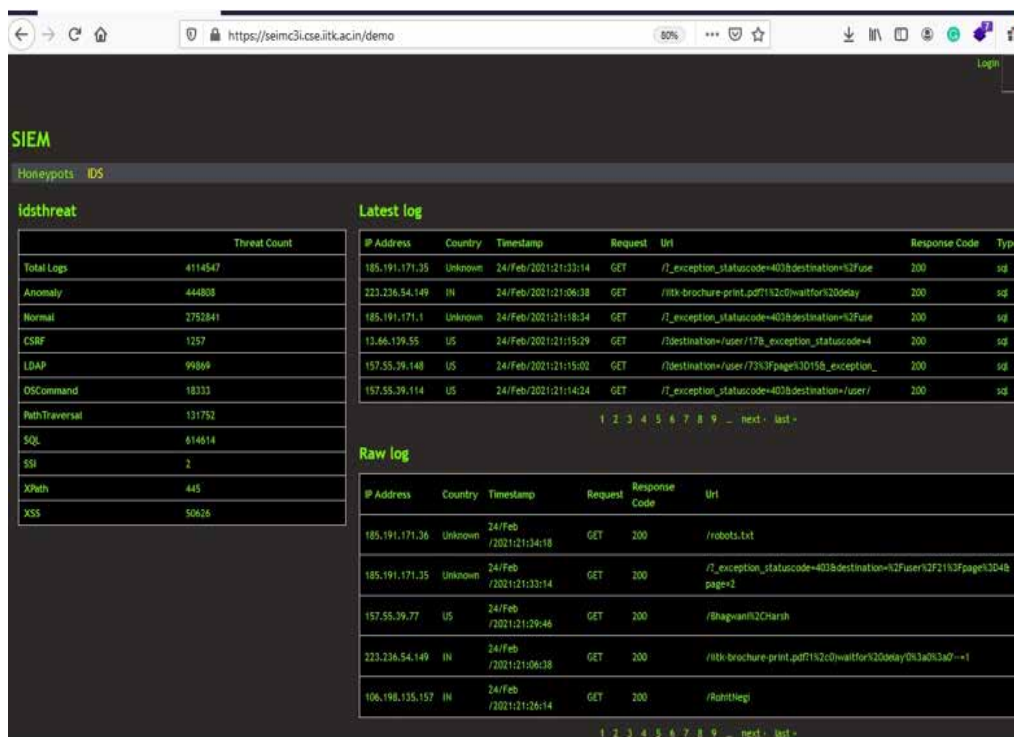 https://seimc3i.cse.iitk.ac.in/demo
80%
7
Login
SIEM
Honeypots IDS
idsthreat
Threat Count
Total Logs 4114547
Anomaly 444808
Normal 2752841
CSRF 1257
LDAP 99869
OSCommand 18333
PathTraversal 131752
SQL 614614
SSI 2
XPath 445
XSS 50626
Latest log
IP Address Country Timestamp Request Url Response Code Typ
185.191.171.35 Unknown 24/Feb/2021:21:33:14 GET /?_exception_statuscode=403&destination=%2Fuse 200 sql
223.236.54.149 IN 24/Feb/2021:21:06:38 GET /iitk-brochure-print.pdf?1%2c0)waitfor%20delay 200 sql
185.191.171.1 Unknown 24/Feb/2021:21:18:34 GET /?_exception_statuscode=403&destination=%2Fuse 200 sql
13.66.139.55 US 24/Feb/2021:21:15:29 GET /?destination=/user/17&_exception_statuscode=4 200 sql
157.55.39.148 US 24/Feb/2021:21:15:02 GET /?destination=/user/73%3Fpage%3D15&_exception_ 200 sql
157.55.39.114 US 24/Feb/2021:21:14:24 GET /?_exception_statuscode=403&destination=/user/ 200 sql
1 2 3 4 5 6 7 8 9 … next › last »
Raw log
IP Address Country Timestamp Request Response Code Url
185.191.171.36 Unknown 24/Feb/2021:21:34:18 GET 200 /robots.txt
185.191.171.35 Unknown 24/Feb/2021:21:33:14 GET 200 /?_exception_statuscode=403&destination=%2Fuser%2F21%3Fpage%3D4&
page=2
157.55.39.77 US 24/Feb/2021:21:29:46 GET 200 /Bhagwani%2CHarsh
223.236.54.149 IN 24/Feb/2021:21:06:38 GET 200 /iitk-brochure-print.pdf?1%2c0)waitfor%20delay'0%3a0%3a0'--=1
106.198.135.157 IN 24/Feb/2021:21:26:14 GET 200 /RohitNegi
1 2 3 4 5 6 7 8 9 … next › last »